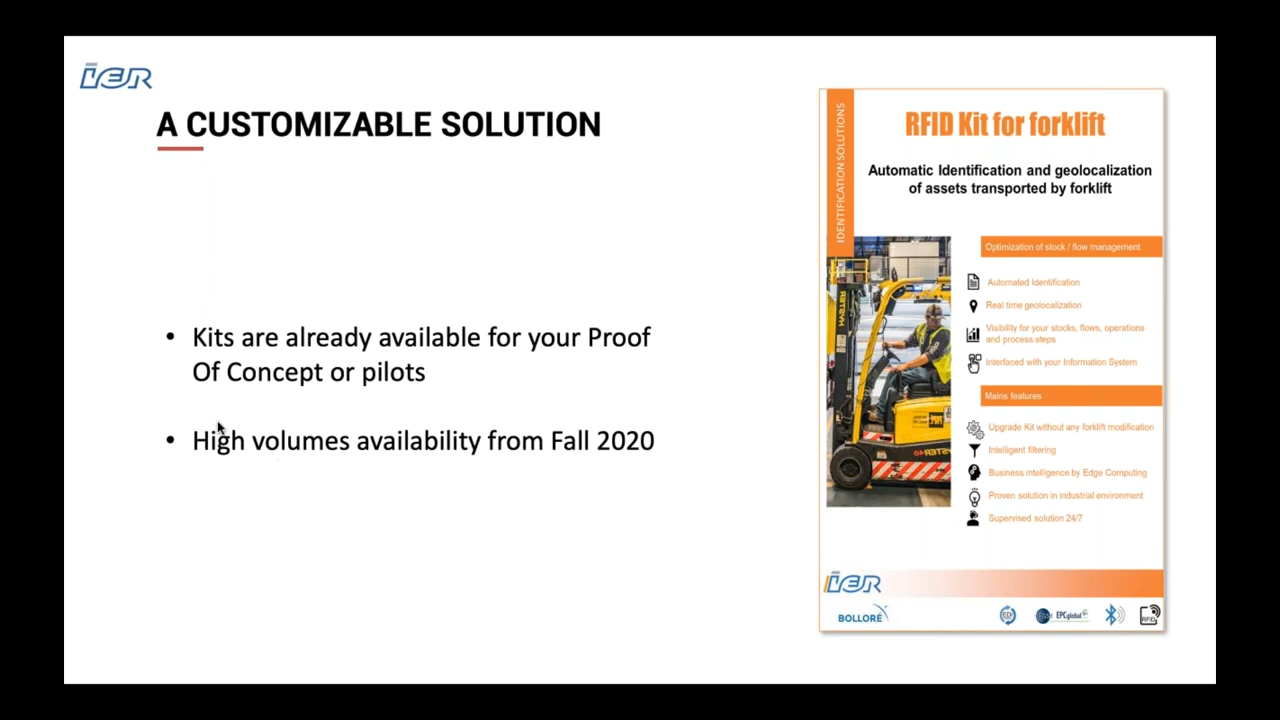 IER
A CUSTOMIZABLE SOLUTION
• Kits are already available for your Proof
Of Concept or pilots
• High volumes availability from Fall 2020
IDENTIFICATION SOLUTIONS
RFID Kit for forklift
Automatic Identification and geolocalization
of assets transported by forklift
Optimization of stock / flow management
Automated Identification
Real time geolocalization
Visibility for your stocks, flows, operations
and process steps
Interfaced with your Information System
Mains features
Upgrade Kit without any forklift modification
Intelligent filtering
Business intelligence by Edge Computing
Proven solution in industrial environment
Supervised solution 24/7
IER
BOLLORÉ
EPCglobal
RFID